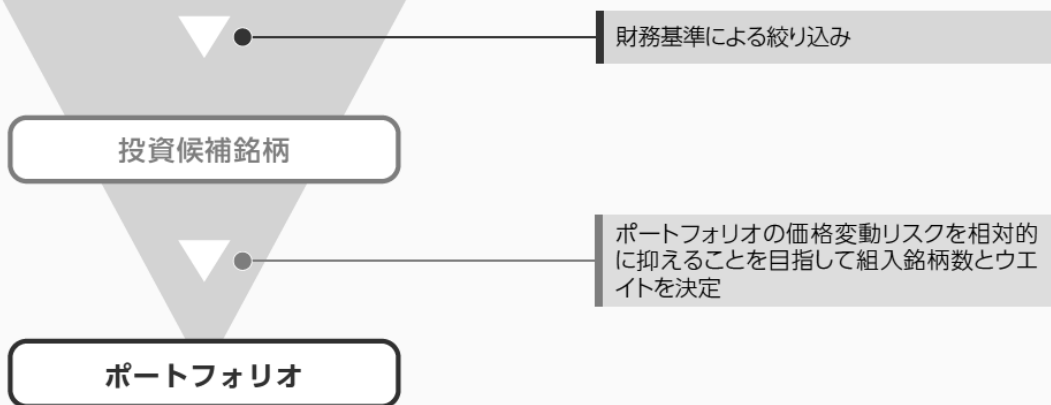 財務基準による絞り込み
投資候補銘柄
ポートフォリオの価格変動リスクを相対的
に抑えることを目指して組入銘柄数とウエ
イトを決定
ポートフォリオ